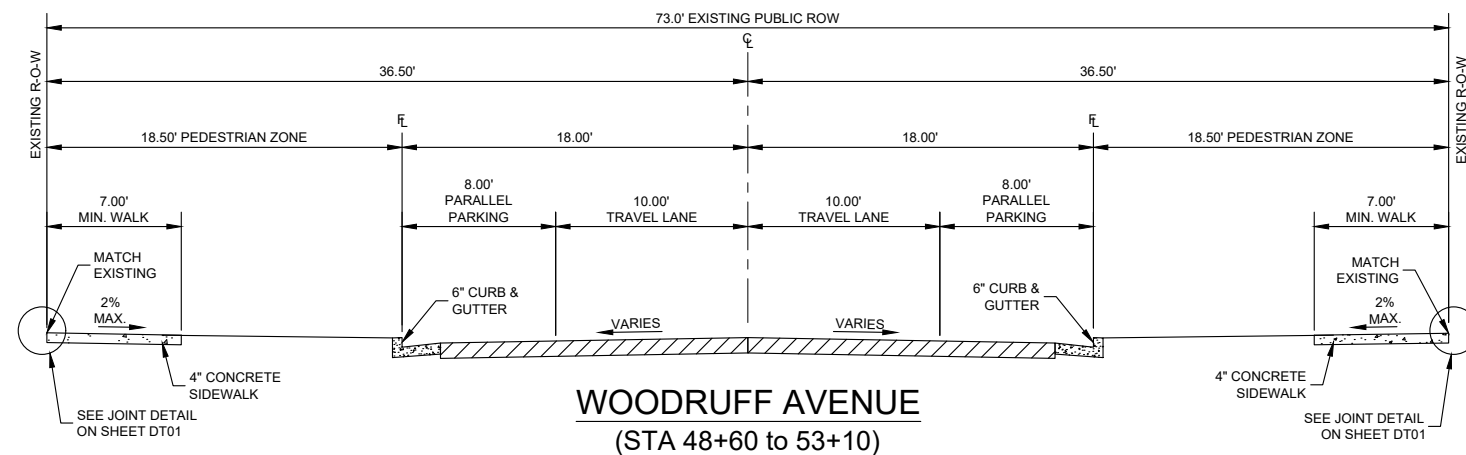 73.0' EXISTING PUBLIC ROW
℄
36.50'
36.50'
EXISTING R-O-W
EXISTING R-O-W
FL
FL
18.50' PEDESTRIAN ZONE
18.00'
18.00'
18.50' PEDESTRIAN ZONE
7.00'
MIN. WALK
8.00'
PARALLEL
PARKING
10.00'
TRAVEL LANE
10.00'
TRAVEL LANE
8.00'
PARALLEL
PARKING
7.00'
MIN. WALK
MATCH
EXISTING
2%
MAX.
6" CURB &
GUTTER
VARIES
VARIES
6" CURB &
GUTTER
MATCH
EXISTING
2%
MAX.
4" CONCRETE
SIDEWALK
SEE JOINT DETAIL
ON SHEET DT01
4" CONCRETE
SIDEWALK
SEE JOINT DETAIL
ON SHEET DT01
WOODRUFF AVENUE
(STA 48+60 to 53+10)